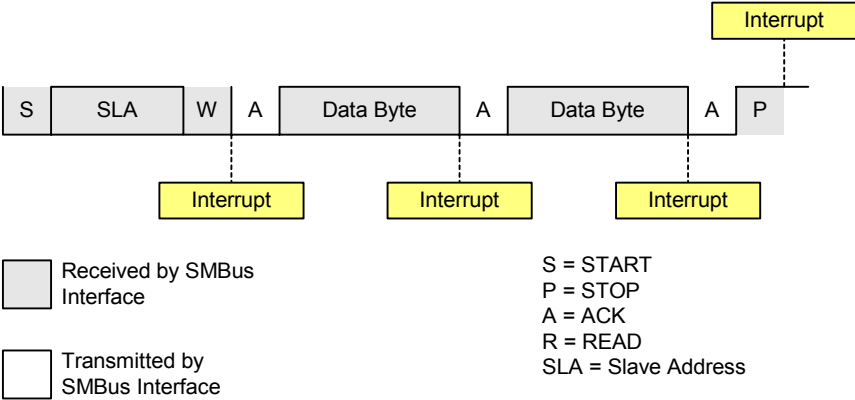 Interrupt
S SLA W A Data Byte A Data Byte A P
Interrupt Interrupt Interrupt
Received by SMBus
Interface
Transmitted by
SMBus Interface
S = START
P = STOP
A = ACK
R = READ
SLA = Slave Address